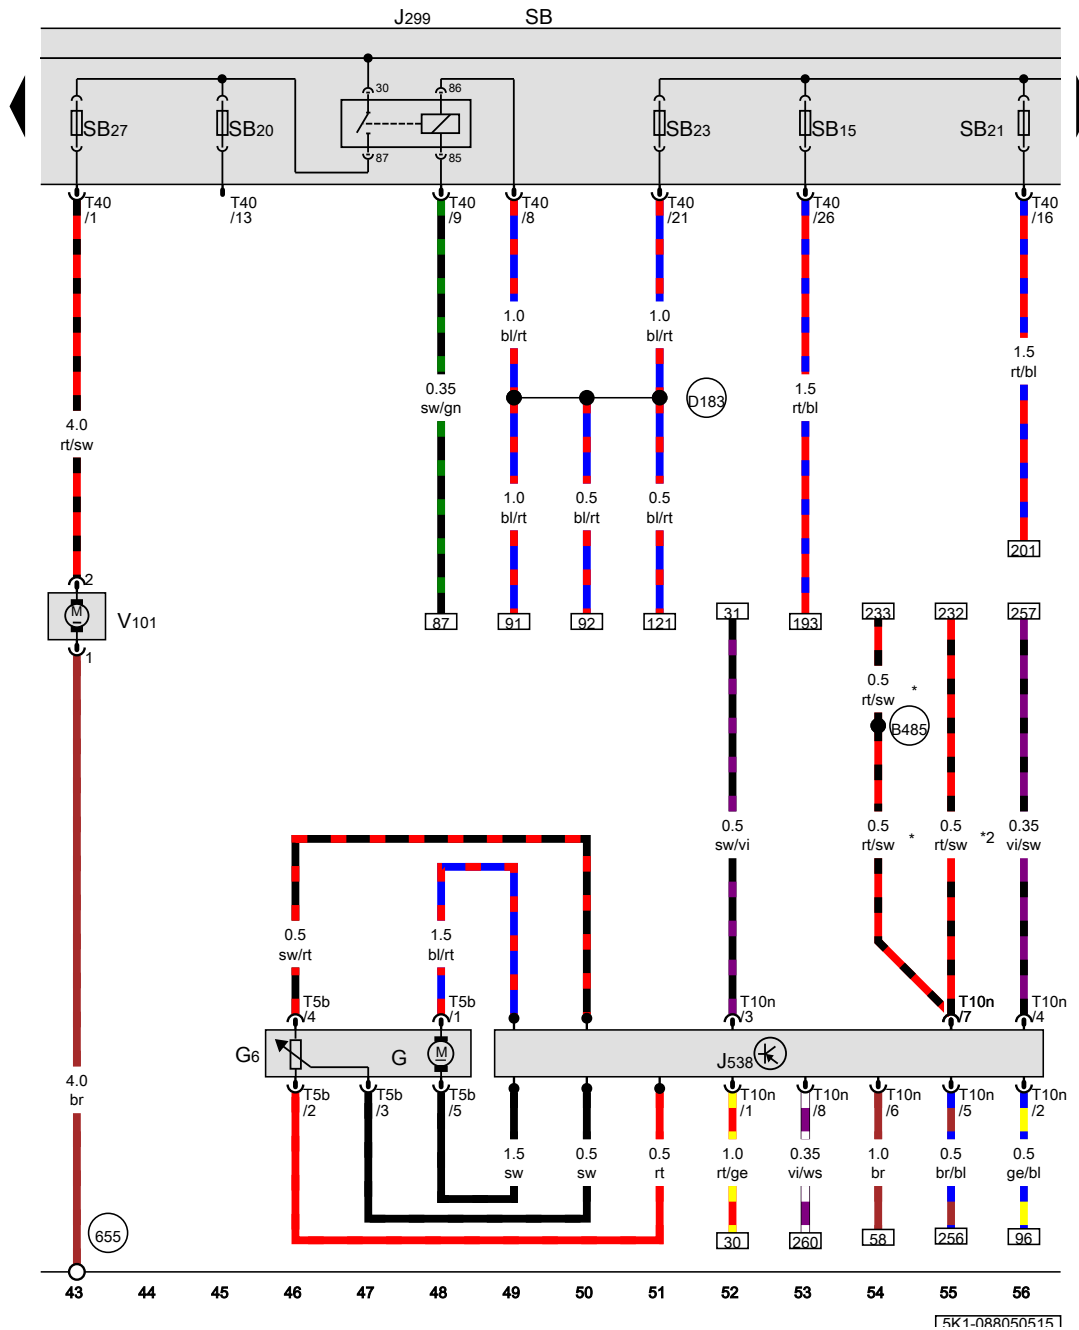 J299 SB
30 86
SB27 SB20 SB23 SB15 SB21
87 85
T40 T40 T40 T40 T40 T40 T40
/1 /13 /9 /8 /21 /26 /16
1.0 1.0
bl/rt bl/rt
1.5
rt/bl
0.35 1.5
sw/gn rt/bl
D183
4.0
rt/sw
1.0 0.5 0.5
bl/rt bl/rt bl/rt
201
2
M
V101
87 91 92 121 31 193 233 232 257
1
0.5
rt/sw *
B485
0.5 0.5 0.5 0.35
sw/vi rt/sw * rt/sw *2 vi/sw
0.5 1.5
sw/rt bl/rt
T5b T5b T10n T10n T10n
/4 /1 /3 /7 /4
G6 G M J538
T5b T5b T5b T10n T10n T10n T10n T10n
/2 /3 /5 /1 /8 /6 /5 /2
4.0
br
1.5 0.5 0.5 1.0 0.35 1.0 0.5 0.5
sw sw rt rt/ge vi/ws br br/bl ge/bl
655
30 260 58 256 96
43 44 45 46 47 48 49 50 51 52 53 54 55 56
5K1-088050515